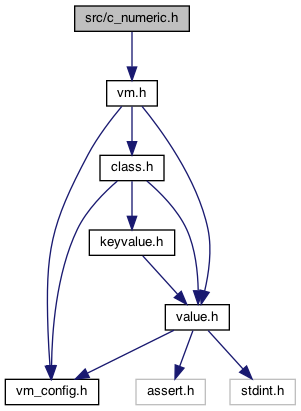 src/c_numeric.h
vm.h
class.h
keyvalue.h
value.h
vm_config.h
assert.h
stdint.h